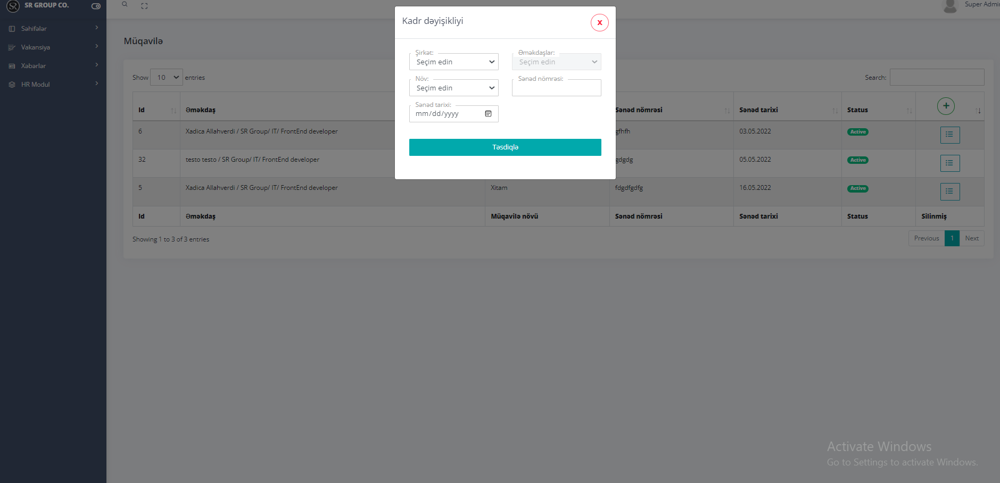 SR GROUP CO.
Super Admin
Səhifələr
Vakansiya
Xəbərlər
HR Modul
Müqavilə
Show 10 entries
Search:
Kadr dəyişikliyi
X
Şirkət:
Seçim edin
Əməkdaşlar:
Seçim edin
Növ:
Seçim edin
Sənəd nömrəsi:
Sənəd tarixi:
mm/dd/yyyy
Təsdiqlə
Id Əməkdaş Sənəd nömrəsi Sənəd tarixi Status +
6 Xadica Allahverdi / SR Group/ IT/ FrontEnd developer gfhfh 03.05.2022 Active
32 testo testo / SR Group/ IT/ FrontEnd developer gdgdg 05.05.2022 Active
5 Xadica Allahverdi / SR Group/ IT/ FrontEnd developer Xitam fdgdfgdfg 16.05.2022 Active
Id Əməkdaş Müqavilə növü Sənəd nömrəsi Sənəd tarixi Status Silinmiş
Showing 1 to 3 of 3 entries
Previous 1 Next
Activate Windows
Go to Settings to activate Windows.